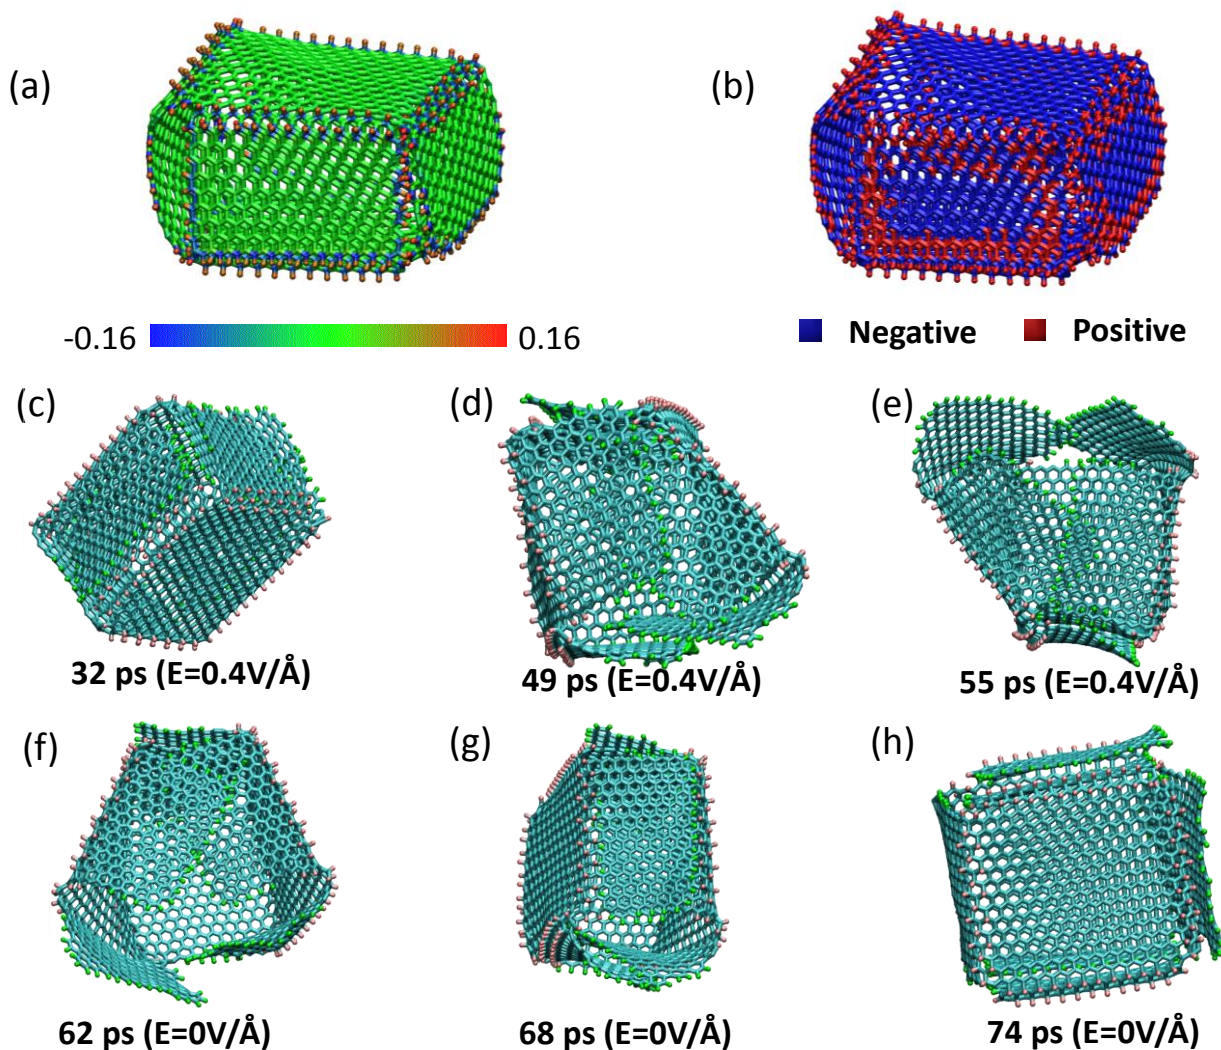 (a)
(b)
-0.16
0.16
Negative
Positive
(c)
(d)
(e)
32 ps (E=0.4V/Å)
49 ps (E=0.4V/Å)
55 ps (E=0.4V/Å)
(f)
(g)
(h)
62 ps (E=0V/Å)
68 ps (E=0V/Å)
74 ps (E=0V/Å)